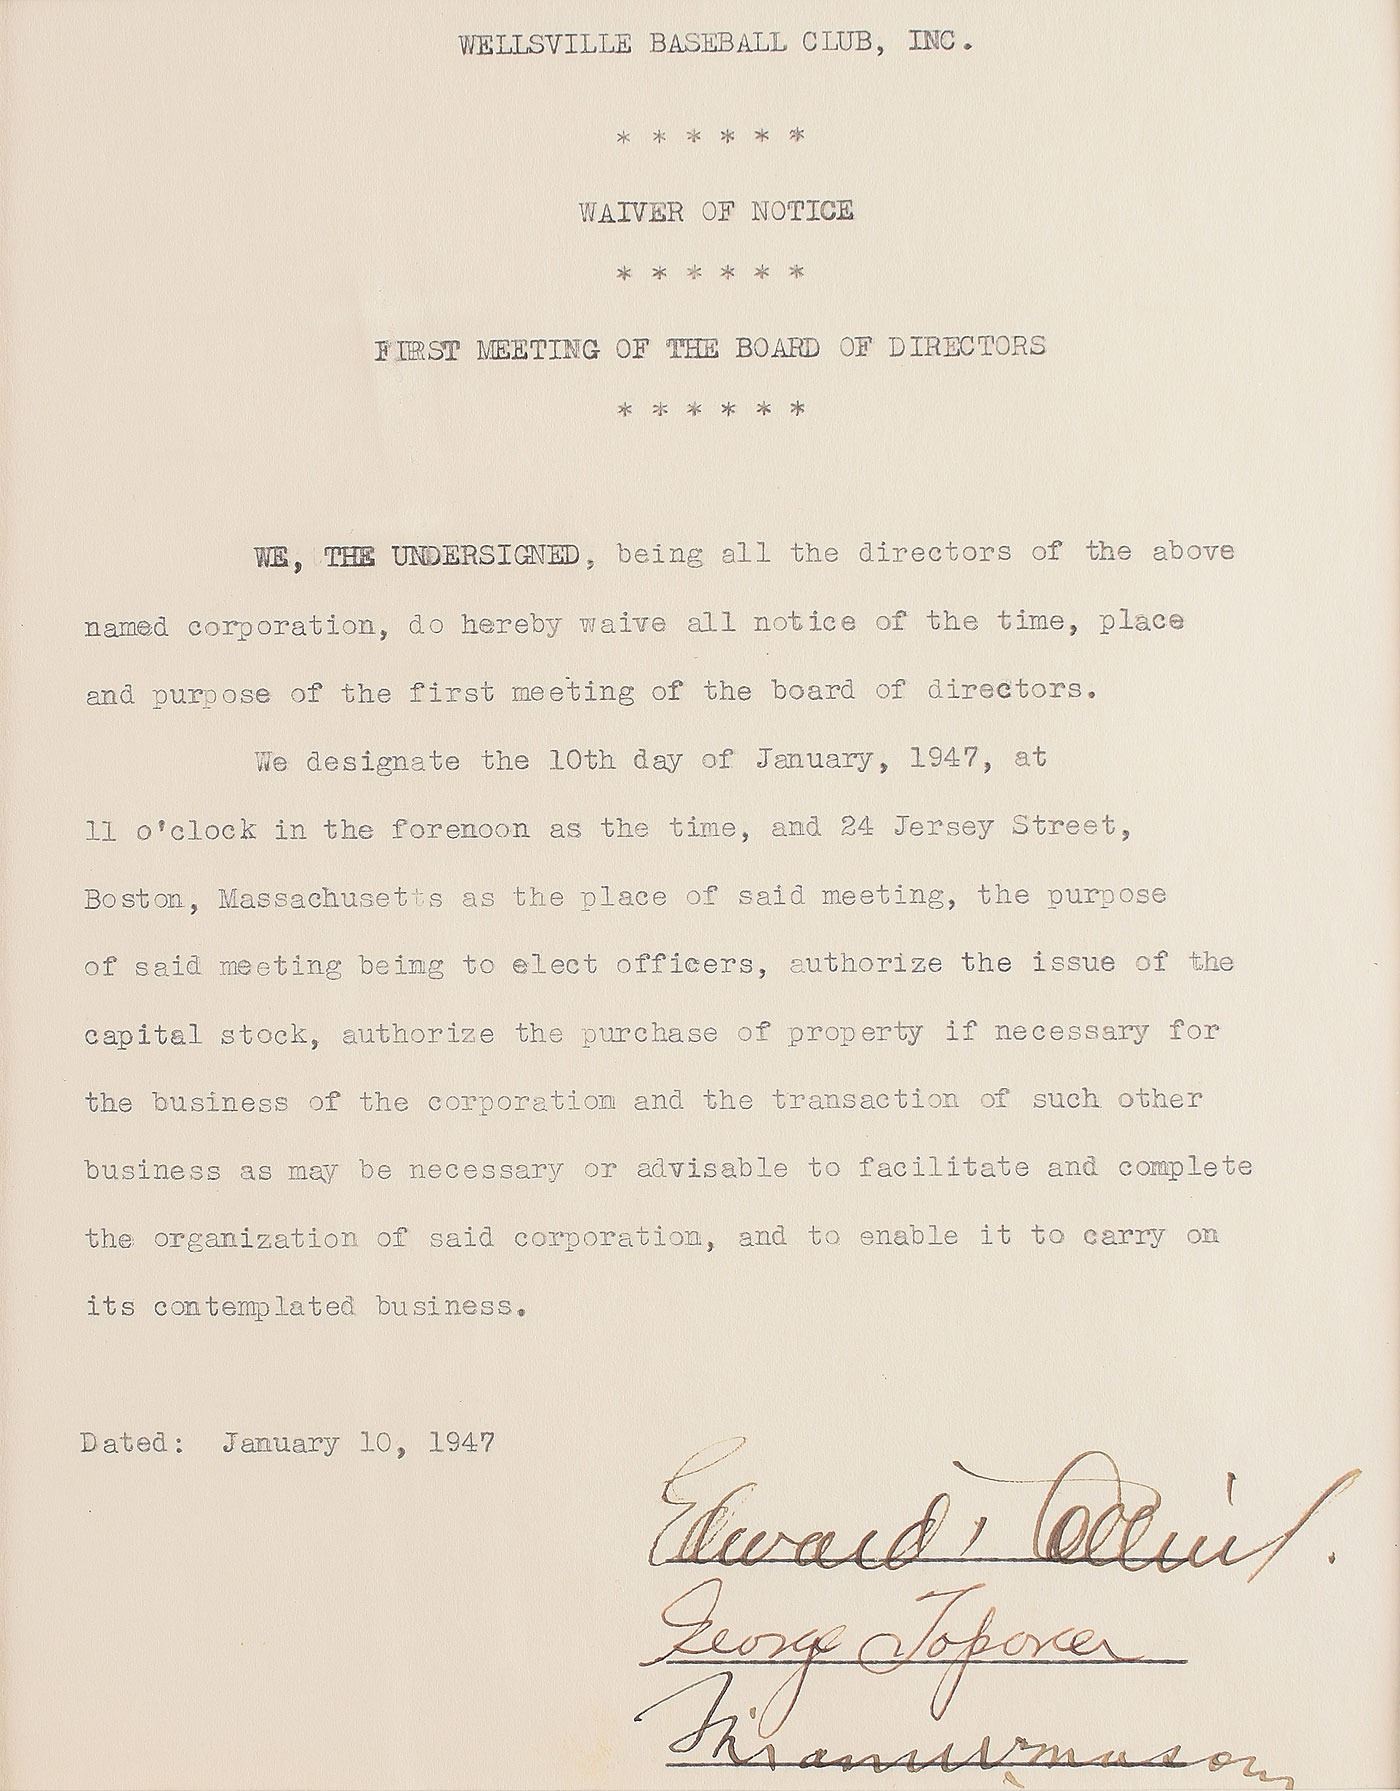 WELLSVILLE BASEBALL CLUB, INC.
* * * * * *
WAIVER OF NOTICE
* * * * * *
FIRST MEETING OF THE BOARD OF DIRECTORS
* * * * * *
WE, THE UNDERSIGNED, being all the directors of the above
named corporation, do hereby waive all notice of the time, place
and purpose of the first meeting of the board of directors.
We designate the 10th day of January, 1947, at
11 o'clock in the forenoon as the time, and 24 Jersey Street,
Boston, Massachusetts as the place of said meeting, the purpose
of said meeting being to elect officers, authorize the issue of the
capital stock, authorize the purchase of property if necessary for
the business of the corporation and the transaction of such other
business as may be necessary or advisable to facilitate and complete
the organization of said corporation, and to enable it to carry on
its contemplated business.
Dated: January 10, 1947
Edward T. Collins.
George Toporcer
Hiram W. Mason